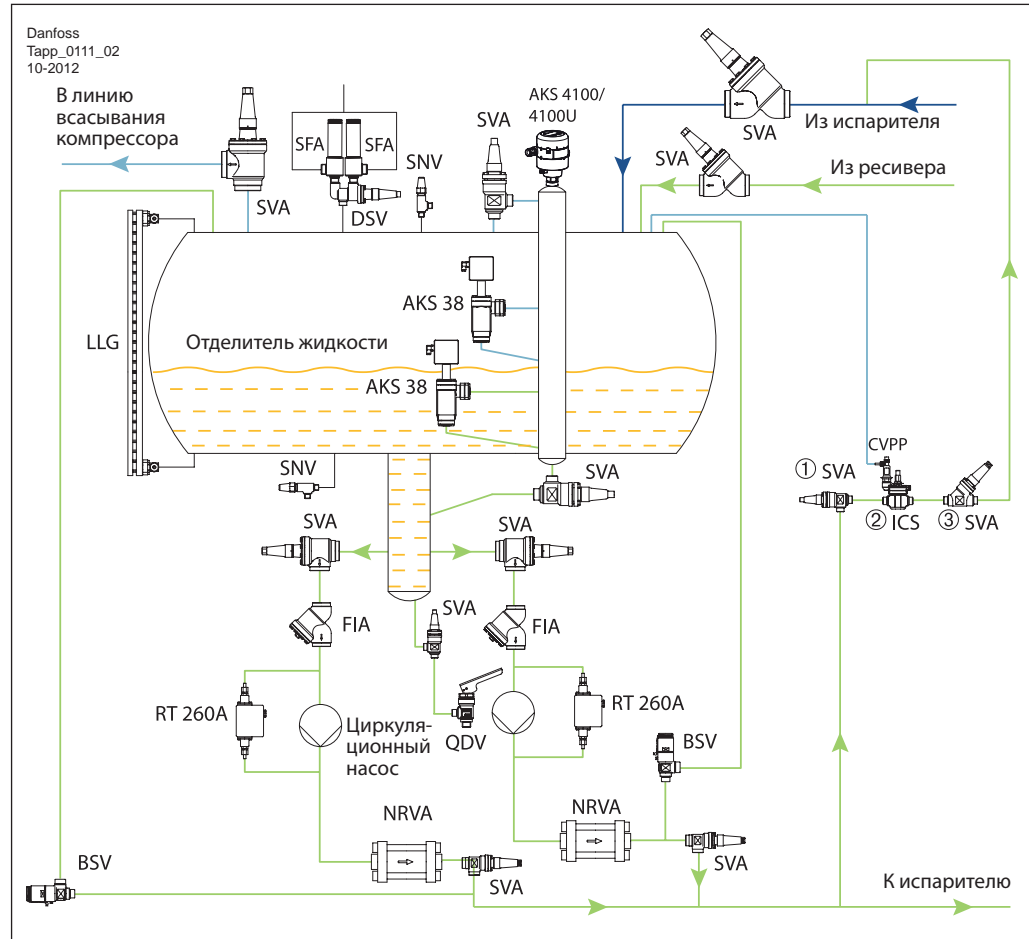 Danfoss
Tapp_0111_02
10-2012
В линию
всасывания
компрессора
SVA
SFA
SFA
DSV
SNV
SVA
AKS 4100/
4100U
SVA
Из испарителя
SVA
Из ресивера
LLG
AKS 38
Отделитель жидкости
AKS 38
SNV
SVA
CVPP
① SVA
② ICS
③ SVA
SVA
SVA
FIA
SVA
FIA
RT 260A
Циркуля-
ционный
насос
QDV
RT 260A
BSV
NRVA
NRVA
BSV
SVA
SVA
К испарителю